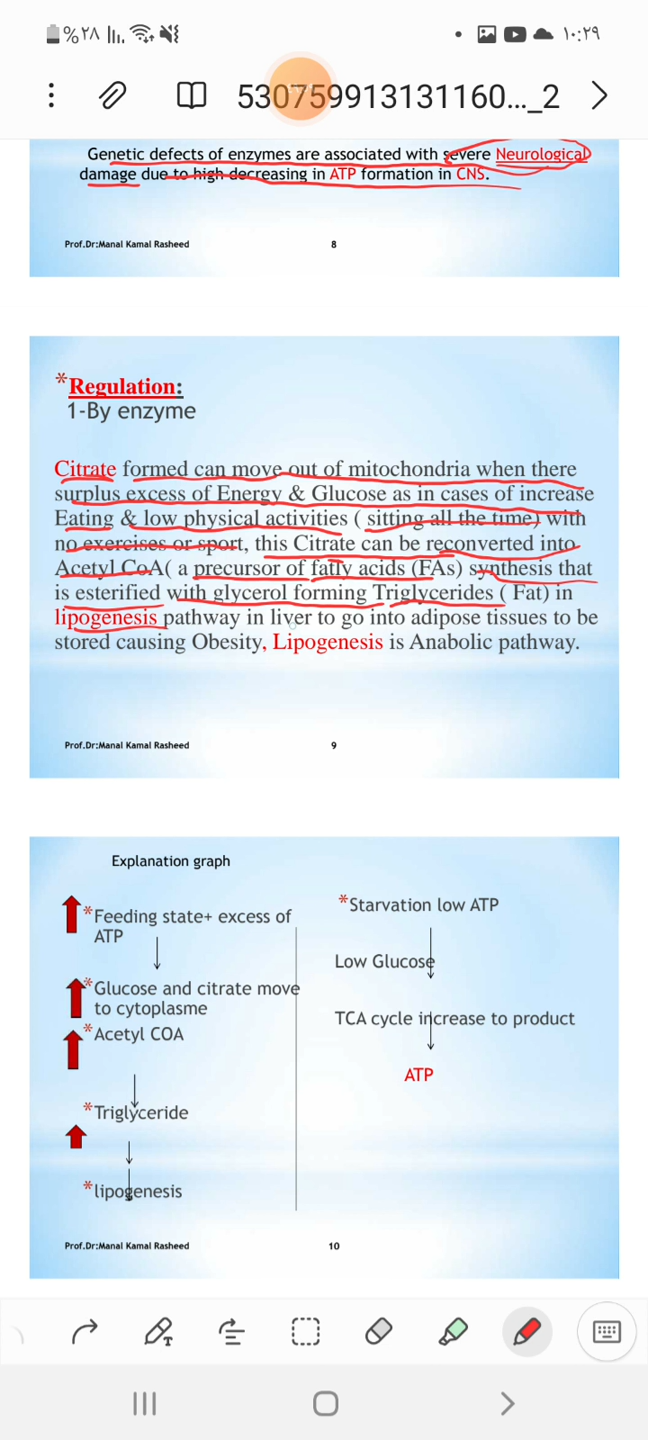 %٢٨
١٠:٢٩
530759913131160..._2
Genetic defects of enzymes are associated with severe Neurological
damage due to high decreasing in ATP formation in CNS.
Prof.Dr:Manal Kamal Rasheed
8
*Regulation:
1-By enzyme
Citrate formed can move out of mitochondria when there
surplus excess of Energy & Glucose as in cases of increase
Eating & low physical activities ( sitting all the time) with
no exercises or sport, this Citrate can be reconverted into
Acetyl CoA( a precursor of fatty acids (FAs) synthesis that
is esterified with glycerol forming Triglycerides ( Fat) in
lipogenesis pathway in liver to go into adipose tissues to be
stored causing Obesity, Lipogenesis is Anabolic pathway.
Prof.Dr:Manal Kamal Rasheed
9
Explanation graph
*Feeding state+ excess of
ATP
*Glucose and citrate move
to cytoplasme
*Acetyl COA
*Triglyceride
*lipogenesis
*Starvation low ATP
Low Glucose
TCA cycle increase to product
ATP
Prof.Dr:Manal Kamal Rasheed
10